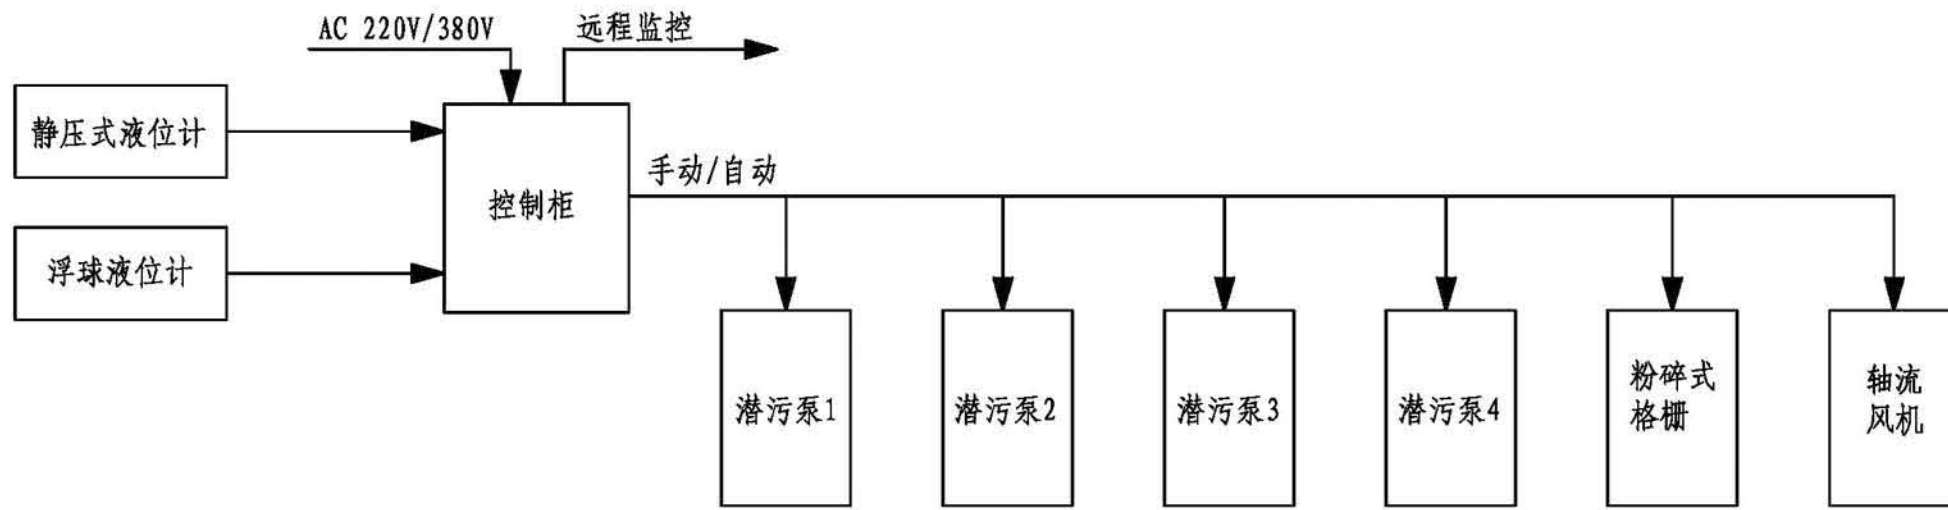 AC 220V/380V
远程监控
静压式液位计
控制柜
手动/自动
浮球液位计
潜污泵1
潜污泵2
潜污泵3
潜污泵4
粉碎式
格栅
轴流
风机